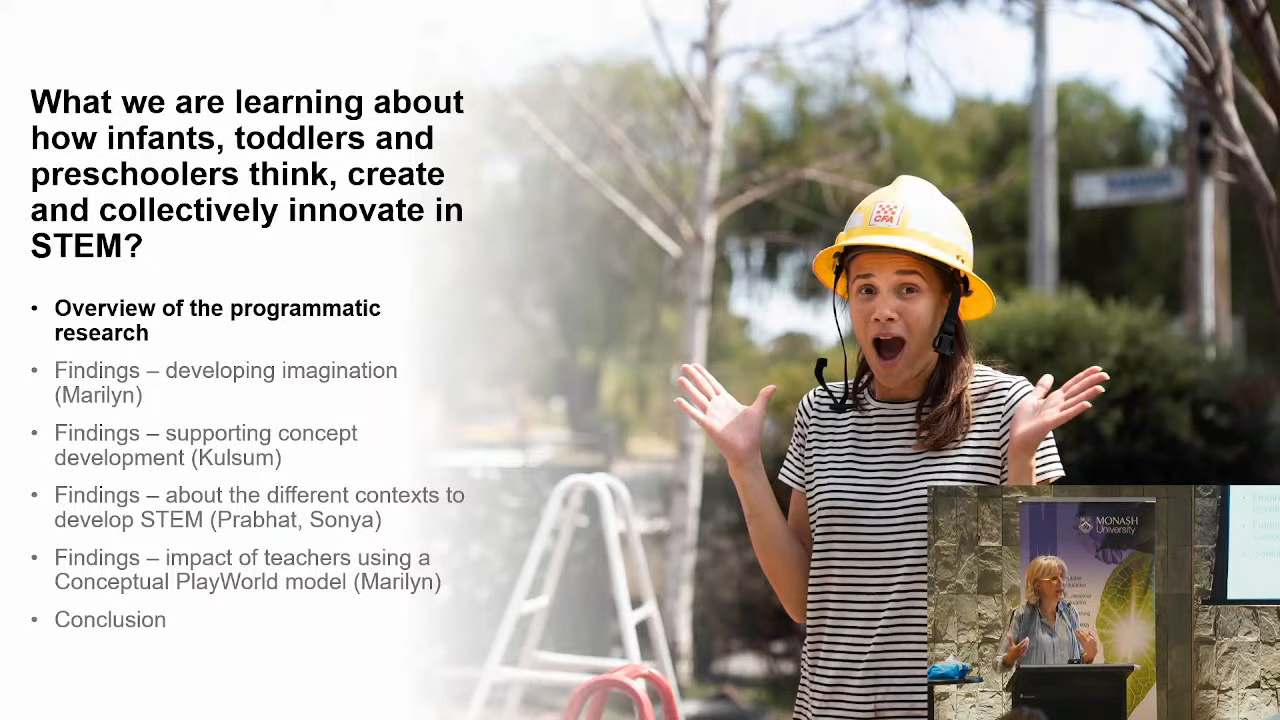 What we are learning about
how infants, toddlers and
preschoolers think, create
and collectively innovate in
STEM?
• Overview of the programmatic
research
• Findings – developing imagination
(Marilyn)
• Findings – supporting concept
development (Kulsum)
• Findings – about the different contexts to
develop STEM (Prabhat, Sonya)
• Findings – impact of teachers using a
Conceptual PlayWorld model (Marilyn)
• Conclusion
CFA
MONASH
University